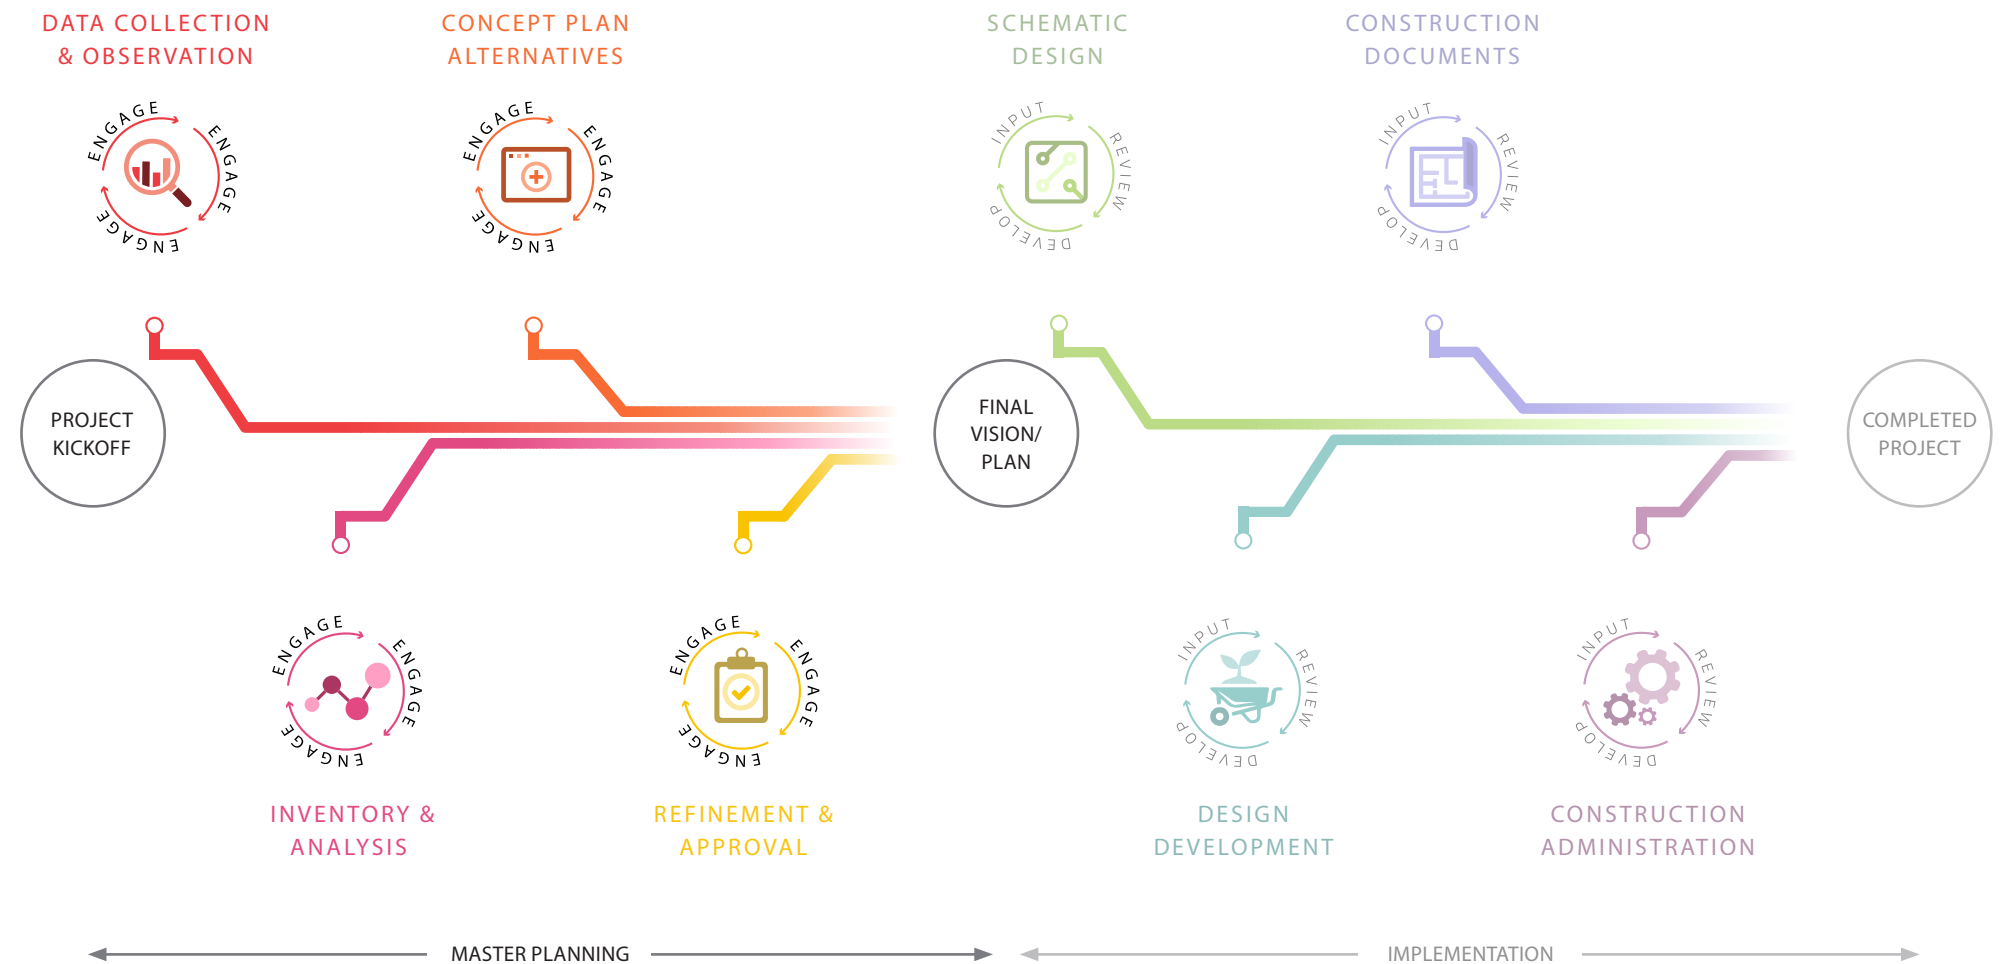 DATA COLLECTION
& OBSERVATION
ENGAGE
ENGAGE
ENGAGE
CONCEPT PLAN
ALTERNATIVES
ENGAGE
ENGAGE
ENGAGE
SCHEMATIC
DESIGN
INPUT
REVIEW
DEVELOP
CONSTRUCTION
DOCUMENTS
INPUT
REVIEW
DEVELOP
PROJECT
KICKOFF
FINAL
VISION/
PLAN
COMPLETED
PROJECT
ENGAGE
ENGAGE
ENGAGE
INVENTORY &
ANALYSIS
ENGAGE
ENGAGE
ENGAGE
REFINEMENT &
APPROVAL
INPUT
REVIEW
DEVELOP
DESIGN
DEVELOPMENT
INPUT
REVIEW
DEVELOP
CONSTRUCTION
ADMINISTRATION
MASTER PLANNING
IMPLEMENTATION